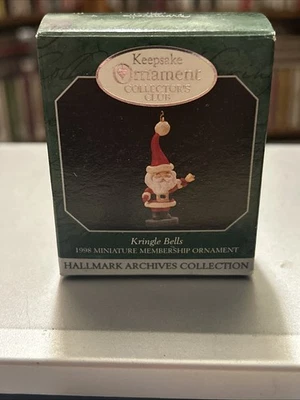 Keepsake
Ornament
COLLECTOR'S
CLUB
Kringle Bells
1998 MINIATURE MEMBERSHIP ORNAMENT
HALLMARK ARCHIVES COLLECTION